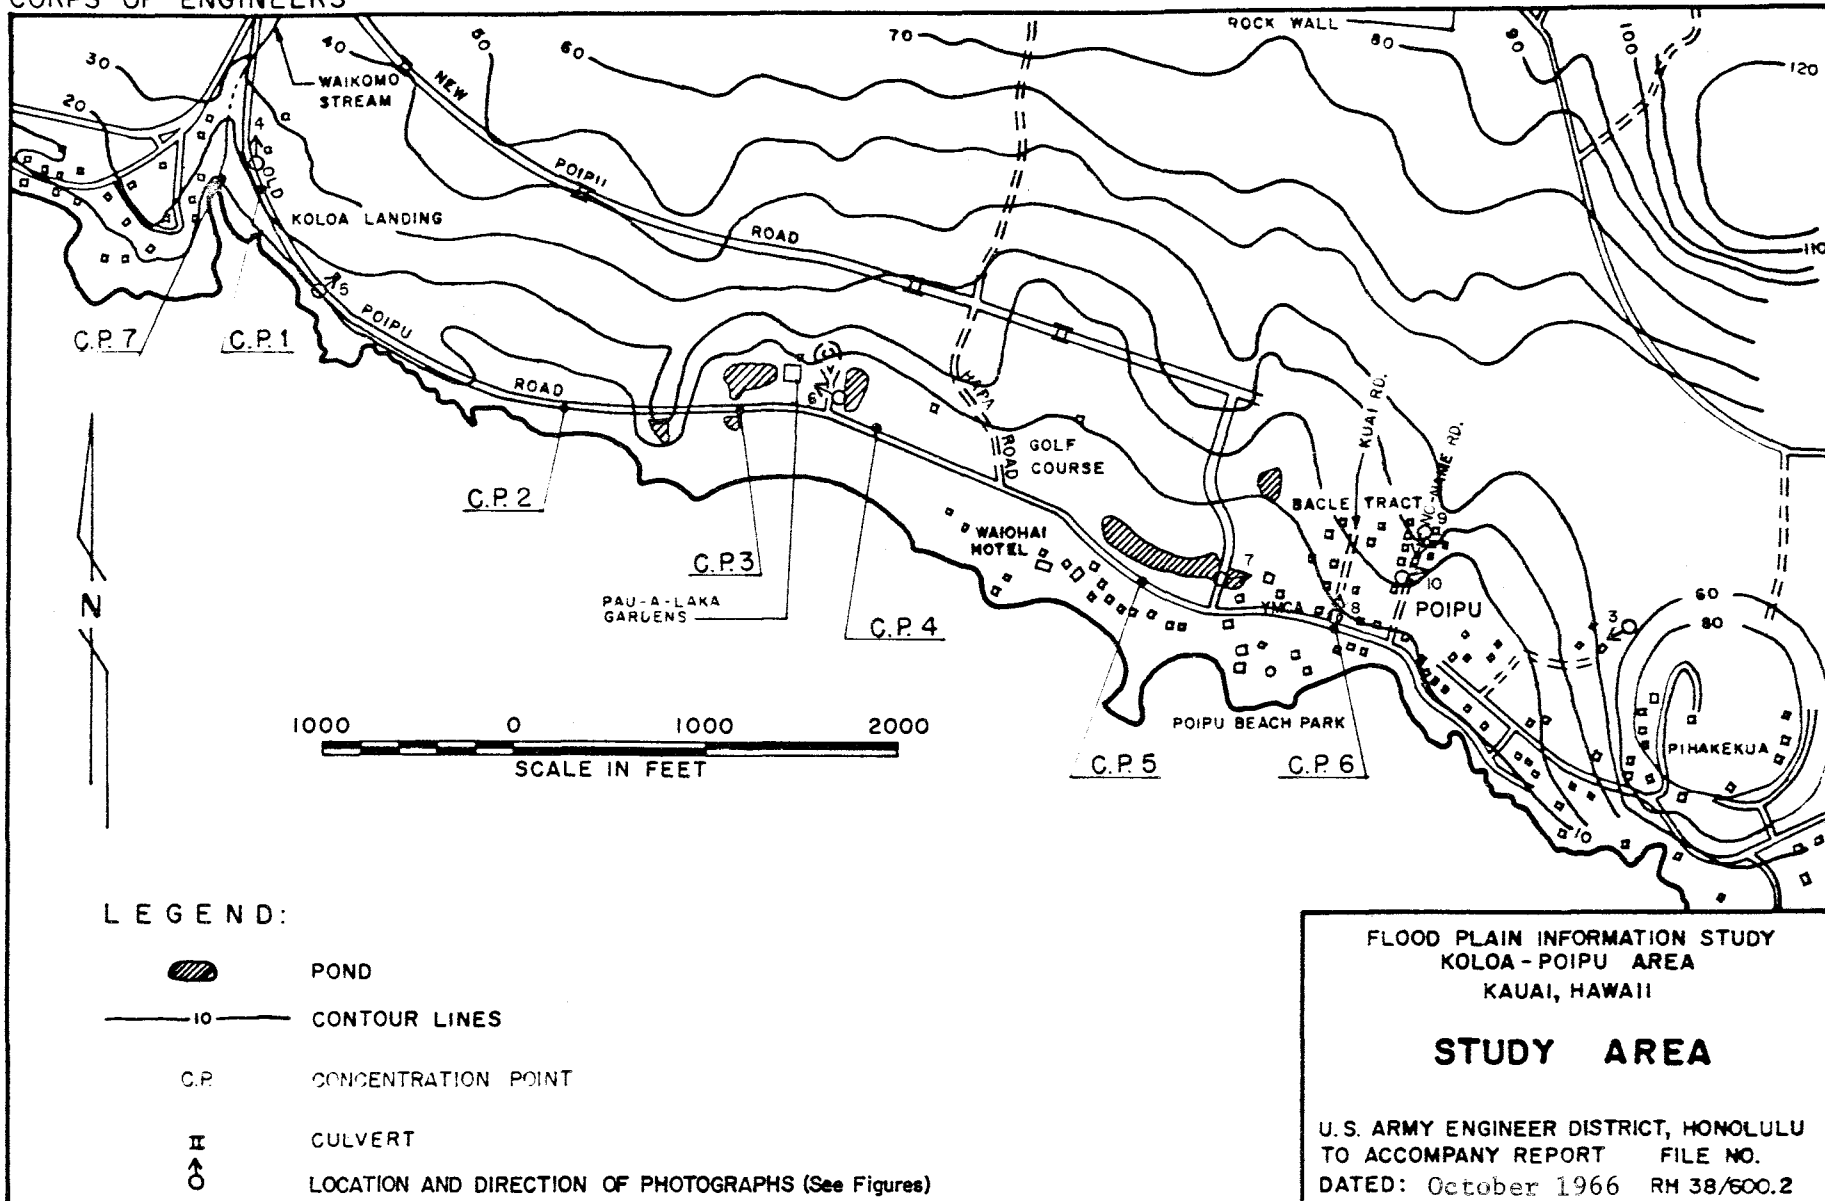 CORPS OF ENGINEERS
30
20
40
50
60
70
ROCK WALL
80
90
100
120
110
WAIKOMO
STREAM
NEW
POIPU
ROAD
4
OLD
KOLOA LANDING
5
POIPU
ROAD
C.P. 7
C.P. 1
C.P. 2
C.P. 3
PAU-A-LAKA
GARDENS
C.P. 4
6
HAPA
ROAD
GOLF
COURSE
WAIOHAI
HOTEL
KUAI RD.
NO-NAME RD.
BACLE TRACT
9
7
10
YMCA
8
POIPU
3
60
80
PIHAKEKUA
POIPU BEACH PARK
C.P. 5
C.P. 6
10
N
1000 0 1000 2000
SCALE IN FEET
LEGEND:
POND
10 CONTOUR LINES
C.P. CONCENTRATION POINT
CULVERT
LOCATION AND DIRECTION OF PHOTOGRAPHS (See Figures)
FLOOD PLAIN INFORMATION STUDY
KOLOA-POIPU AREA
KAUAI, HAWAII
STUDY AREA
U.S. ARMY ENGINEER DISTRICT, HONOLULU
TO ACCOMPANY REPORT FILE NO.
DATED: October 1966 RH 38/600.2